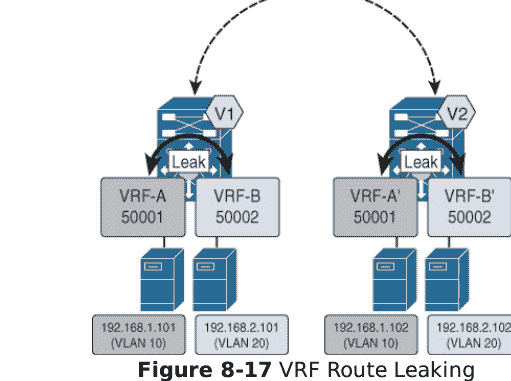 V1
V2
Leak
Leak
VRF-A
50001
VRF-B
50002
VRF-A'
50001
VRF-B'
50002
192.168.1.101
(VLAN 10)
192.168.2.101
(VLAN 20)
192.168.1.102
(VLAN 10)
192.168.2.102
(VLAN 20)
Figure 8-17 VRF Route Leaking